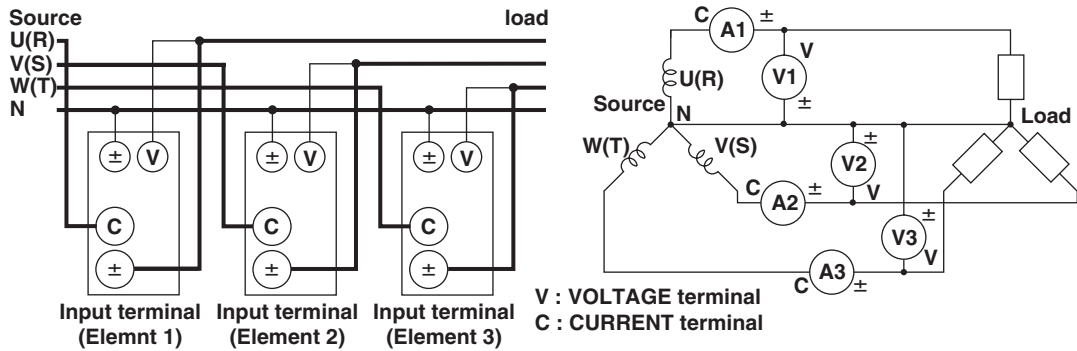 Source
load
U(R)
V(S)
W(T)
N
± V
± V
± V
C
C
C
±
±
±
Input terminal
(Elemnt 1)
Input terminal
(Element 2)
Input terminal
(Element 3)
C A1 ±
V
V1
±
U(R)
Source
N
Load
W(T)
V(S)
±
V2
V
C A2 ±
±
V3
V
C A3 ±
V : VOLTAGE terminal
C : CURRENT terminal